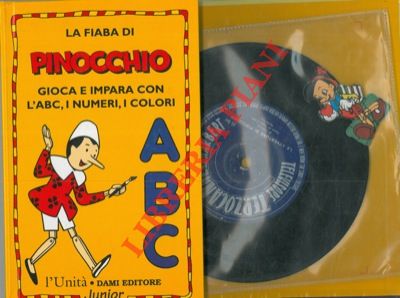 LA FIABA DI
PINOCCHIO
GIOCA E IMPARA CON
L'ABC, I NUMERI, I COLORI
A
B
C
l'Unità • DAMI EDITORE
Junior
LIBRERIA PIANI